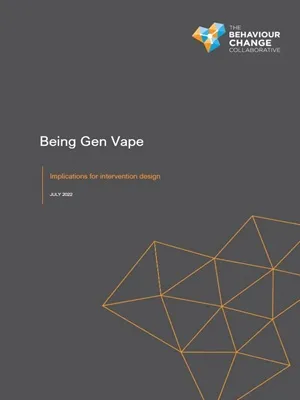 THE
BEHAVIOUR
CHANGE
COLLABORATIVE
Being Gen Vape
Implications for intervention design
JULY 2022